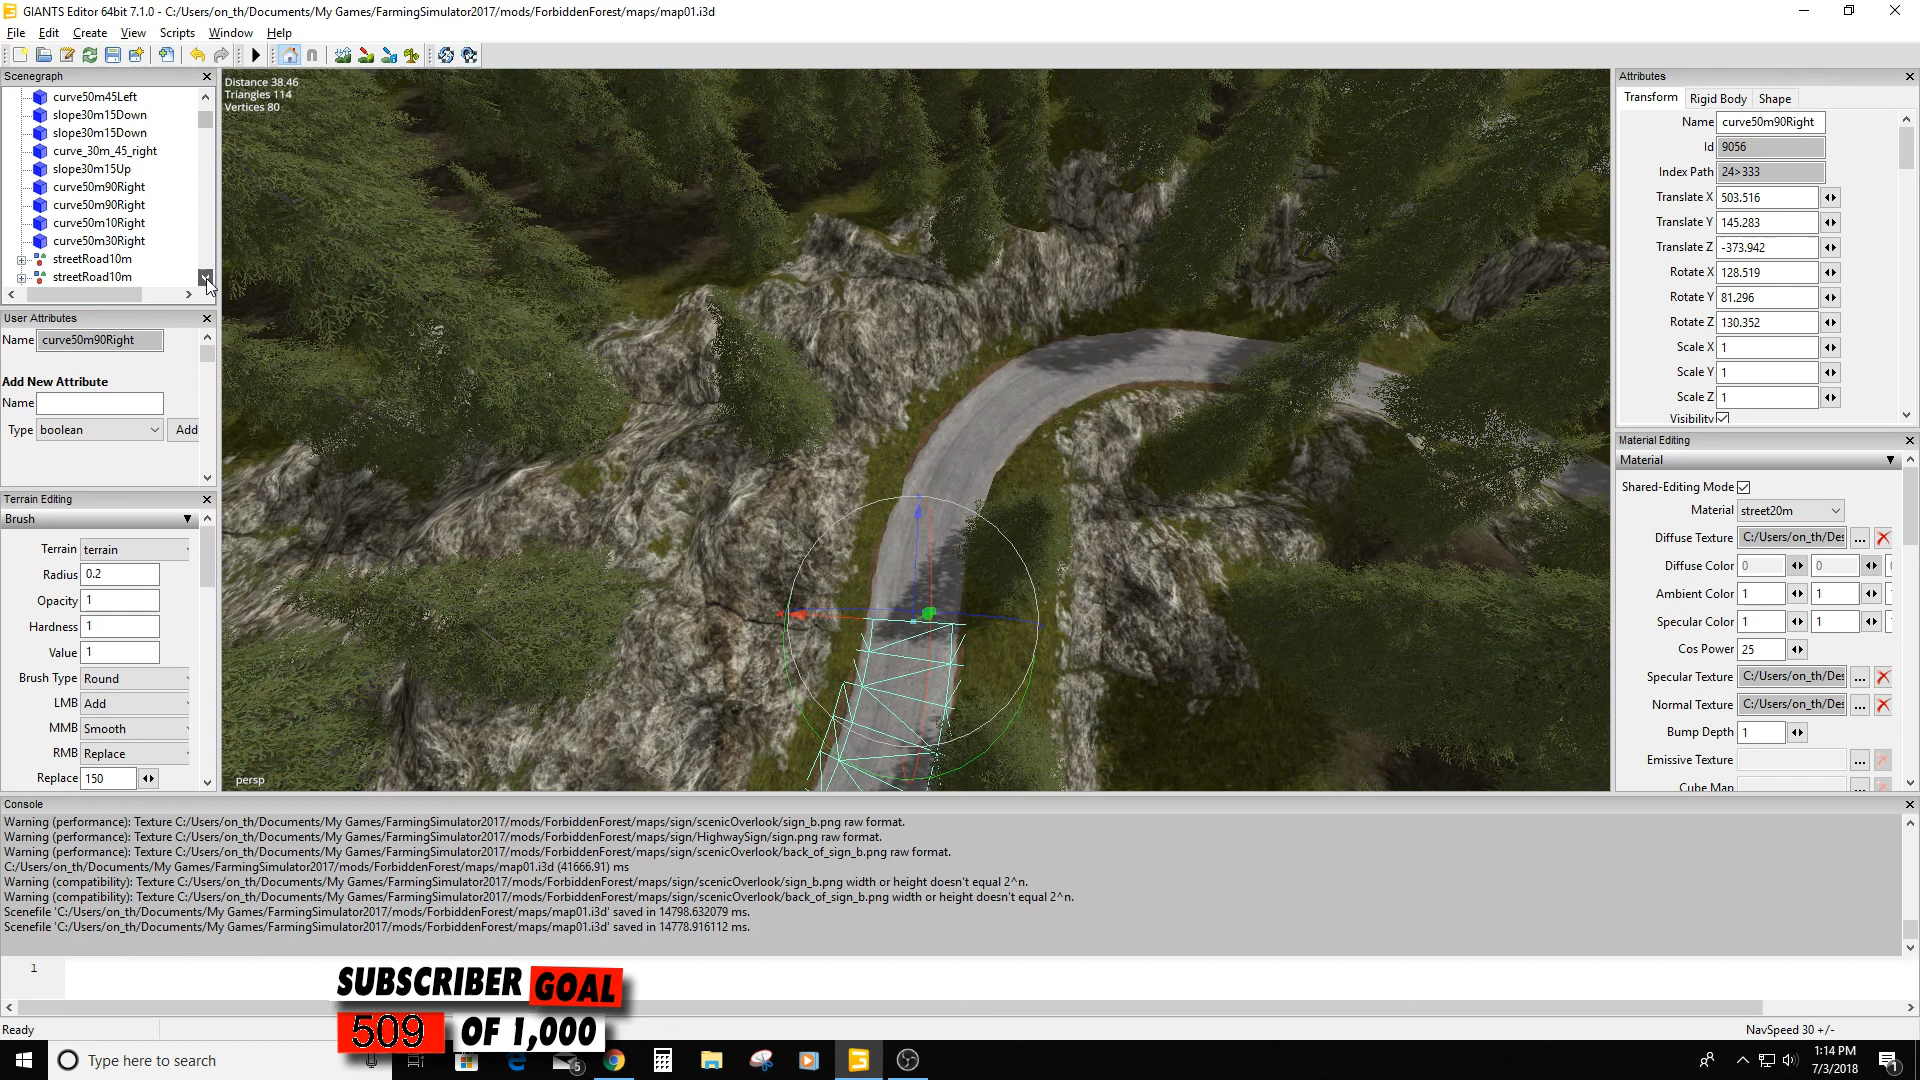 GIANTS Editor 64bit 7.1.0 - C:/Users/on_th/Documents/My Games/FarmingSimulator2017/mods/ForbiddenForest/maps/map01.i3d
File Edit Create View Scripts Window Help
Scenegraph
curve50m45Left
slope30m15Down
slope30m15Down
curve_30m_45_right
slope30m15Up
curve50m90Right
curve50m90Right
curve50m10Right
curve50m30Right
streetRoad10m
streetRoad10m
User Attributes
Name curve50m90Right
Add New Attribute
Name
Type boolean Add
Terrain Editing
Brush
Terrain terrain
Radius 0.2
Opacity 1
Hardness 1
Value 1
Brush Type Round
LMB Add
MMB Smooth
RMB Replace
Replace 150
Distance 38.46
Triangles 114
Vertices 80
persp
Attributes
Transform Rigid Body Shape
Name curve50m90Right
Id 9056
Index Path 24>333
Translate X 503.516
Translate Y 145.283
Translate Z -373.942
Rotate X 128.519
Rotate Y 81.296
Rotate Z 130.352
Scale X 1
Scale Y 1
Scale Z 1
Visibility
Material Editing
Material
Shared-Editing Mode
Material street20m
Diffuse Texture C:/Users/on_th/Des ...
Diffuse Color 0 0
Ambient Color 1 1
Specular Color 1 1
Cos Power 25
Specular Texture C:/Users/on_th/Des ...
Normal Texture C:/Users/on_th/Des ...
Bump Depth 1
Emissive Texture ...
Cube Map
Console
Warning (performance): Texture C:/Users/on_th/Documents/My Games/FarmingSimulator2017/mods/ForbiddenForest/maps/sign/scenicOverlook/sign_b.png raw format.
Warning (performance): Texture C:/Users/on_th/Documents/My Games/FarmingSimulator2017/mods/ForbiddenForest/maps/sign/HighwaySign/sign.png raw format.
Warning (performance): Texture C:/Users/on_th/Documents/My Games/FarmingSimulator2017/mods/ForbiddenForest/maps/sign/scenicOverlook/back_of_sign_b.png raw format.
C:/Users/on_th/Documents/My Games/FarmingSimulator2017/mods/ForbiddenForest/maps/map01.i3d (41666.91) ms
Warning (compatibility): Texture C:/Users/on_th/Documents/My Games/FarmingSimulator2017/mods/ForbiddenForest/maps/sign/scenicOverlook/sign_b.png width or height doesn't equal 2^n.
Warning (compatibility): Texture C:/Users/on_th/Documents/My Games/FarmingSimulator2017/mods/ForbiddenForest/maps/sign/scenicOverlook/back_of_sign_b.png width or height doesn't equal 2^n.
Scenefile 'C:/Users/on_th/Documents/My Games/FarmingSimulator2017/mods/ForbiddenForest/maps/map01.i3d' saved in 14798.632079 ms.
Scenefile 'C:/Users/on_th/Documents/My Games/FarmingSimulator2017/mods/ForbiddenForest/maps/map01.i3d' saved in 14778.916112 ms.
1
SUBSCRIBER GOAL
509 OF 1,000
Ready
NavSpeed 30 +/-
Type here to search
5
1:14 PM
7/3/2018
1